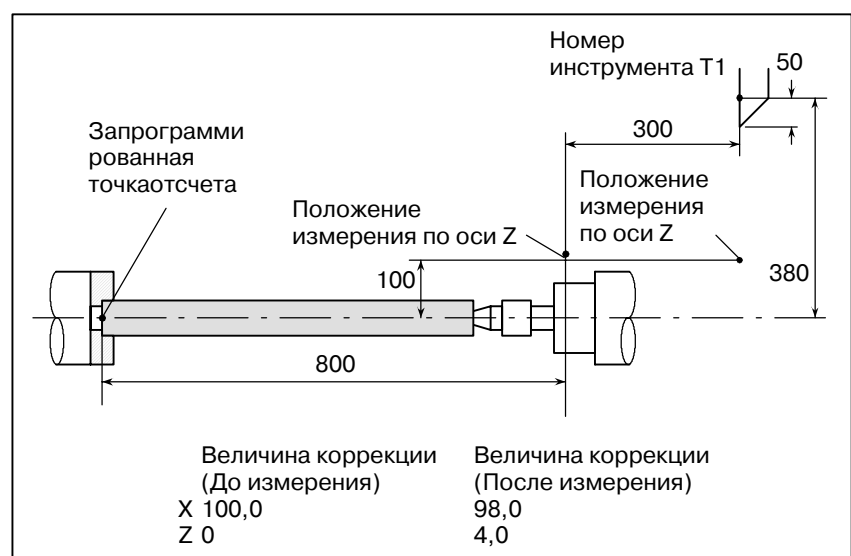 Номер
инструмента T1
50
300
Запрограмми
рованная
точкаотсчета
Положение
измерения по оси Z
Положение
измерения
по оси Z
100
380
800
Величина коррекции
(До измерения)
X 100,0
Z 0
Величина коррекции
(После измерения)
98,0
4,0